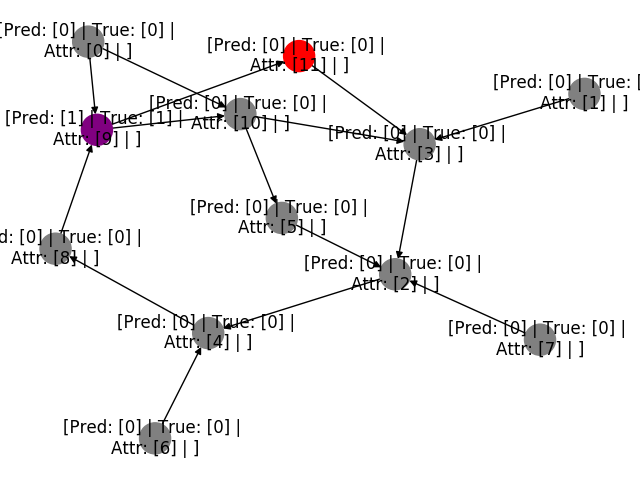 [Pred: [0] | True: [0] |
Attr: [0] | ]
[Pred: [0] | True: [0] |
Attr: [11] | ]
[Pred: [0] | True: [
Attr: [1] | ]
[Pred: [0] | True: [0] |
Attr: [10] | ]
[Pred: [1] | True: [1] |
Attr: [9] | ]
[Pred: [0] | True: [0] |
Attr: [3] | ]
[Pred: [0] | True: [0] |
Attr: [5] | ]
d: [0] | True: [0] |
Attr: [8] | ]
[Pred: [0] | True: [0] |
Attr: [2] | ]
[Pred: [0] | True: [0] |
Attr: [4] | ]
[Pred: [0] | True: [0] |
Attr: [7] | ]
[Pred: [0] | True: [0] |
Attr: [6] | ]